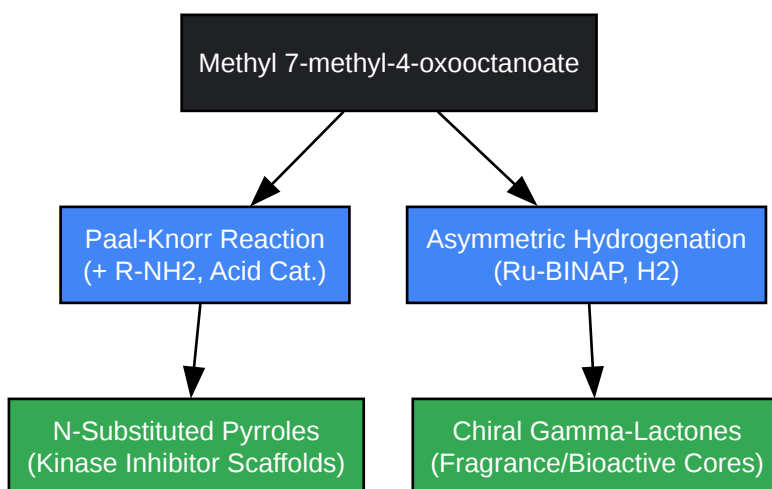 Methyl 7-methyl-4-oxooctanoate
Paal-Knorr Reaction
(+ R-NH2, Acid Cat.)
Asymmetric Hydrogenation
(Ru-BINAP, H2)
N-Substituted Pyrroles
(Kinase Inhibitor Scaffolds)
Chiral Gamma-Lactones
(Fragrance/Bioactive Cores)